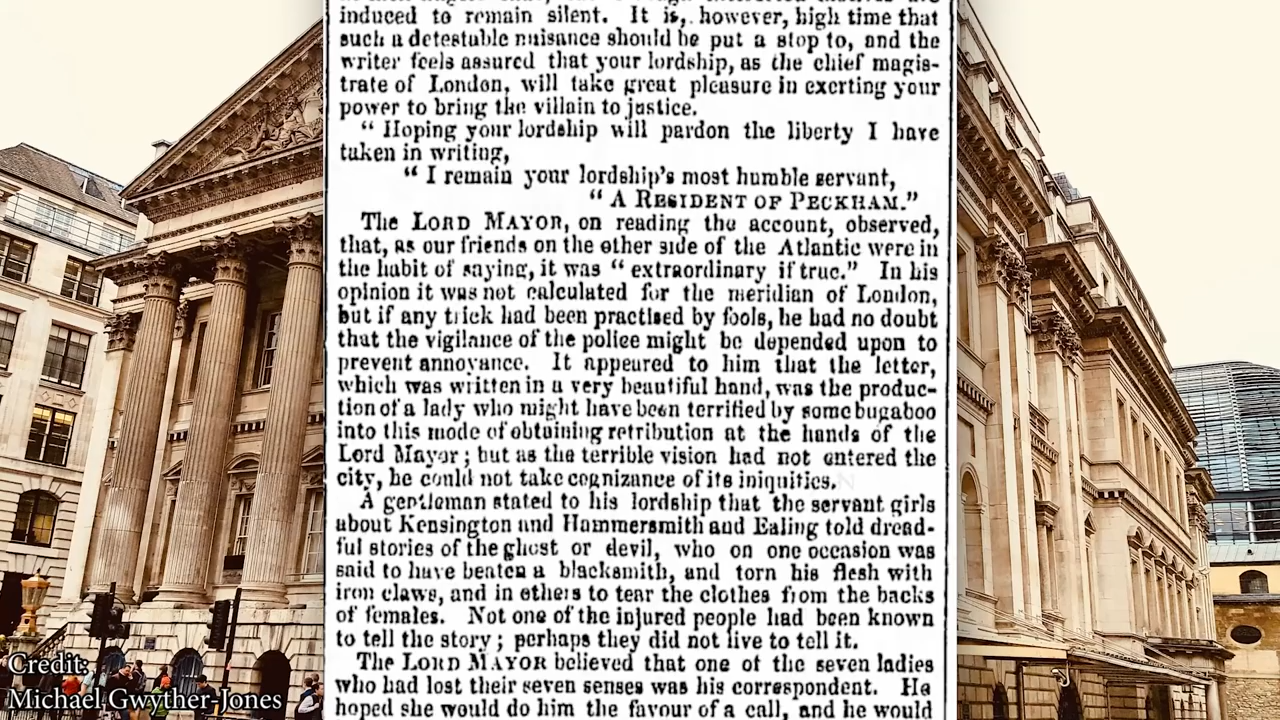 induced to remain silent. It is, however, high time that
such a detestable nuisance should be put a stop to, and the
writer feels assured that your lordship, as the chief magis-
trate of London, will take great pleasure in exerting your
power to bring the villain to justice.
“ Hoping your lordship will pardon the liberty I have
taken in writing,
“ I remain your lordship's most humble servant,
“ A RESIDENT OF PECKHAM.”
The LORD MAYOR, on reading the account, observed,
that, as our friends on the other side of the Atlantic were in
the habit of saying, it was “ extraordinary if true.” In his
opinion it was not calculated for the meridian of London,
but if any trick had been practised by fools, he had no doubt
that the vigilance of the police might be depended upon to
prevent annoyance. It appeared to him that the letter,
which was written in a very beautiful hand, was the produc-
tion of a lady who might have been terrified by some bugaboo
into this mode of obtaining retribution at the hands of the
Lord Mayor ; but as the terrible vision had not entered the
city, he could not take cognizance of its iniquities.
A gentleman stated to his lordship that the servant girls
about Kensington and Hammersmith and Ealing told dread-
ful stories of the ghost or devil, who on one occasion was
said to have beaten a blacksmith, and torn his flesh with
iron claws, and in others to tear the clothes from the backs
of females. Not one of the injured people had been known
to tell the story ; perhaps they did not live to tell it.
The LORD MAYOR believed that one of the seven ladies
who had lost their seven senses was his correspondent. He
hoped she would do him the favour of a call, and he would
Credit:
Michael Gwyther-Jones